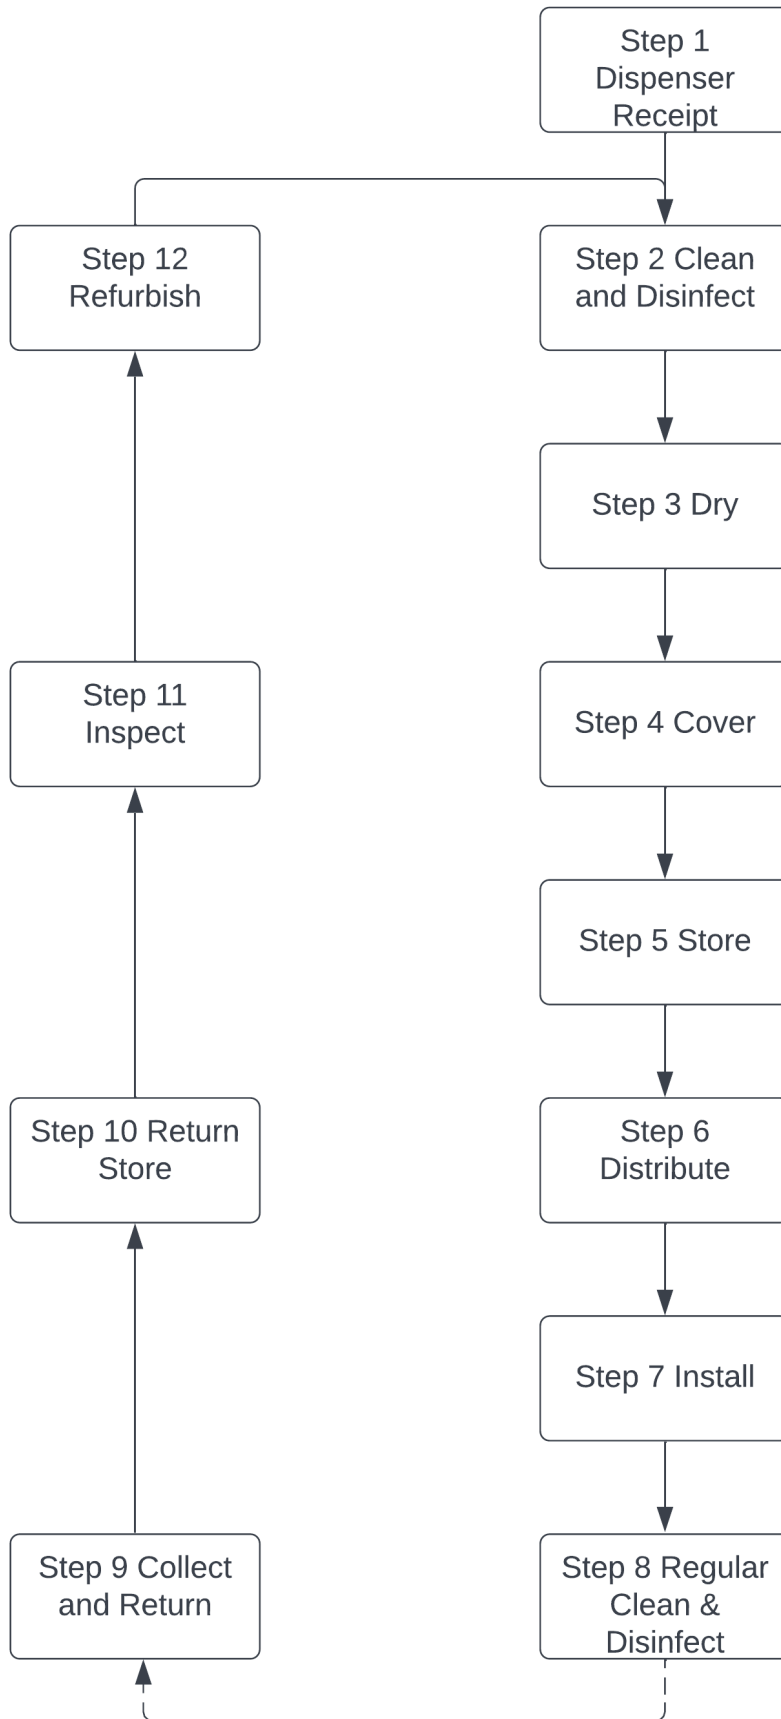 Step 1
Dispenser
Receipt
Step 12
Refurbish
Step 2 Clean
and Disinfect
Step 3 Dry
Step 11
Inspect
Step 4 Cover
Step 5 Store
Step 10 Return
Store
Step 6
Distribute
Step 7 Install
Step 9 Collect
and Return
Step 8 Regular
Clean &
Disinfect